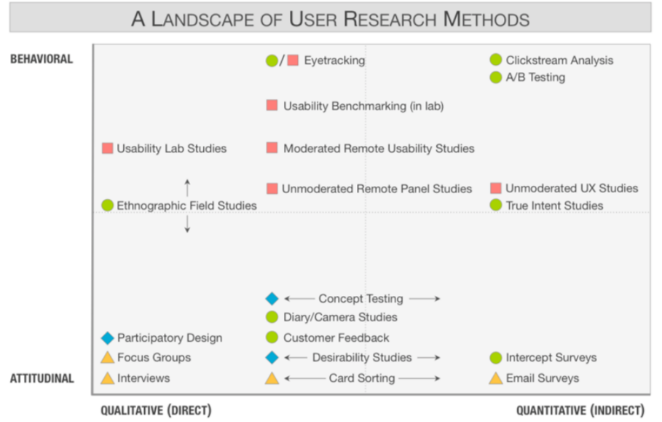 A Landscape of User Research Methods
BEHAVIORAL
/ Eyetracking
Clickstream Analysis
A/B Testing
Usability Benchmarking (in lab)
Usability Lab Studies
Moderated Remote Usability Studies
Unmoderated Remote Panel Studies
Unmoderated UX Studies
Ethnographic Field Studies
True Intent Studies
Concept Testing
Diary/Camera Studies
Participatory Design
Customer Feedback
Focus Groups
Desirability Studies
Intercept Surveys
ATTITUDINAL
Interviews
Card Sorting
Email Surveys
QUALITATIVE (DIRECT)
QUANTITATIVE (INDIRECT)